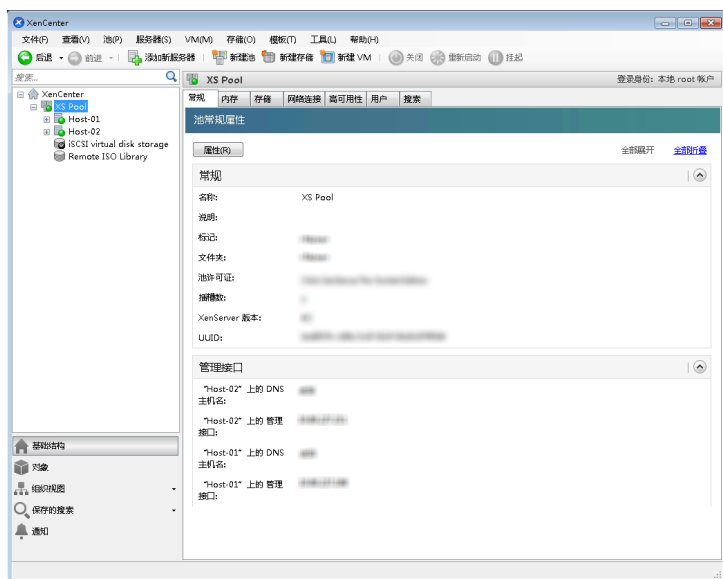 XenCenter
文件(F) 查看(V) 池(P) 服务器(S) VM(M) 存储(O) 模板(T) 工具(L) 帮助(H)
后退 前进 添加新服务器 新建池 新建存储 新建 VM 关闭 重新启动 挂起
搜索...
XenCenter
XS Pool
Host-01
Host-02
iSCSI virtual disk storage
Remote ISO Library
基础结构
对象
组织视图
保存的搜索
通知
XS Pool 登录身份: 本地 root 帐户
常规 内存 存储 网络连接 高可用性 用户 搜索
池常规属性
属性(R) 全部展开 全部折叠
常规
名称: XS Pool
说明:
标记:
文件夹:
池许可证:
插槽数:
XenServer 版本:
UUID:
管理接口
“Host-02” 上的 DNS
主机名:
“Host-02” 上的 管理
接口:
“Host-01” 上的 DNS
主机名:
“Host-01” 上的 管理
接口: